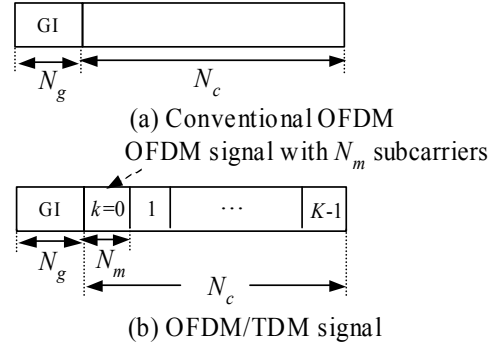 GI
N_g N_c
(a) Conventional OFDM
OFDM signal with N_m subcarriers
GI k=0 1 ... K-1
N_g N_m
N_c
(b) OFDM/TDM signal